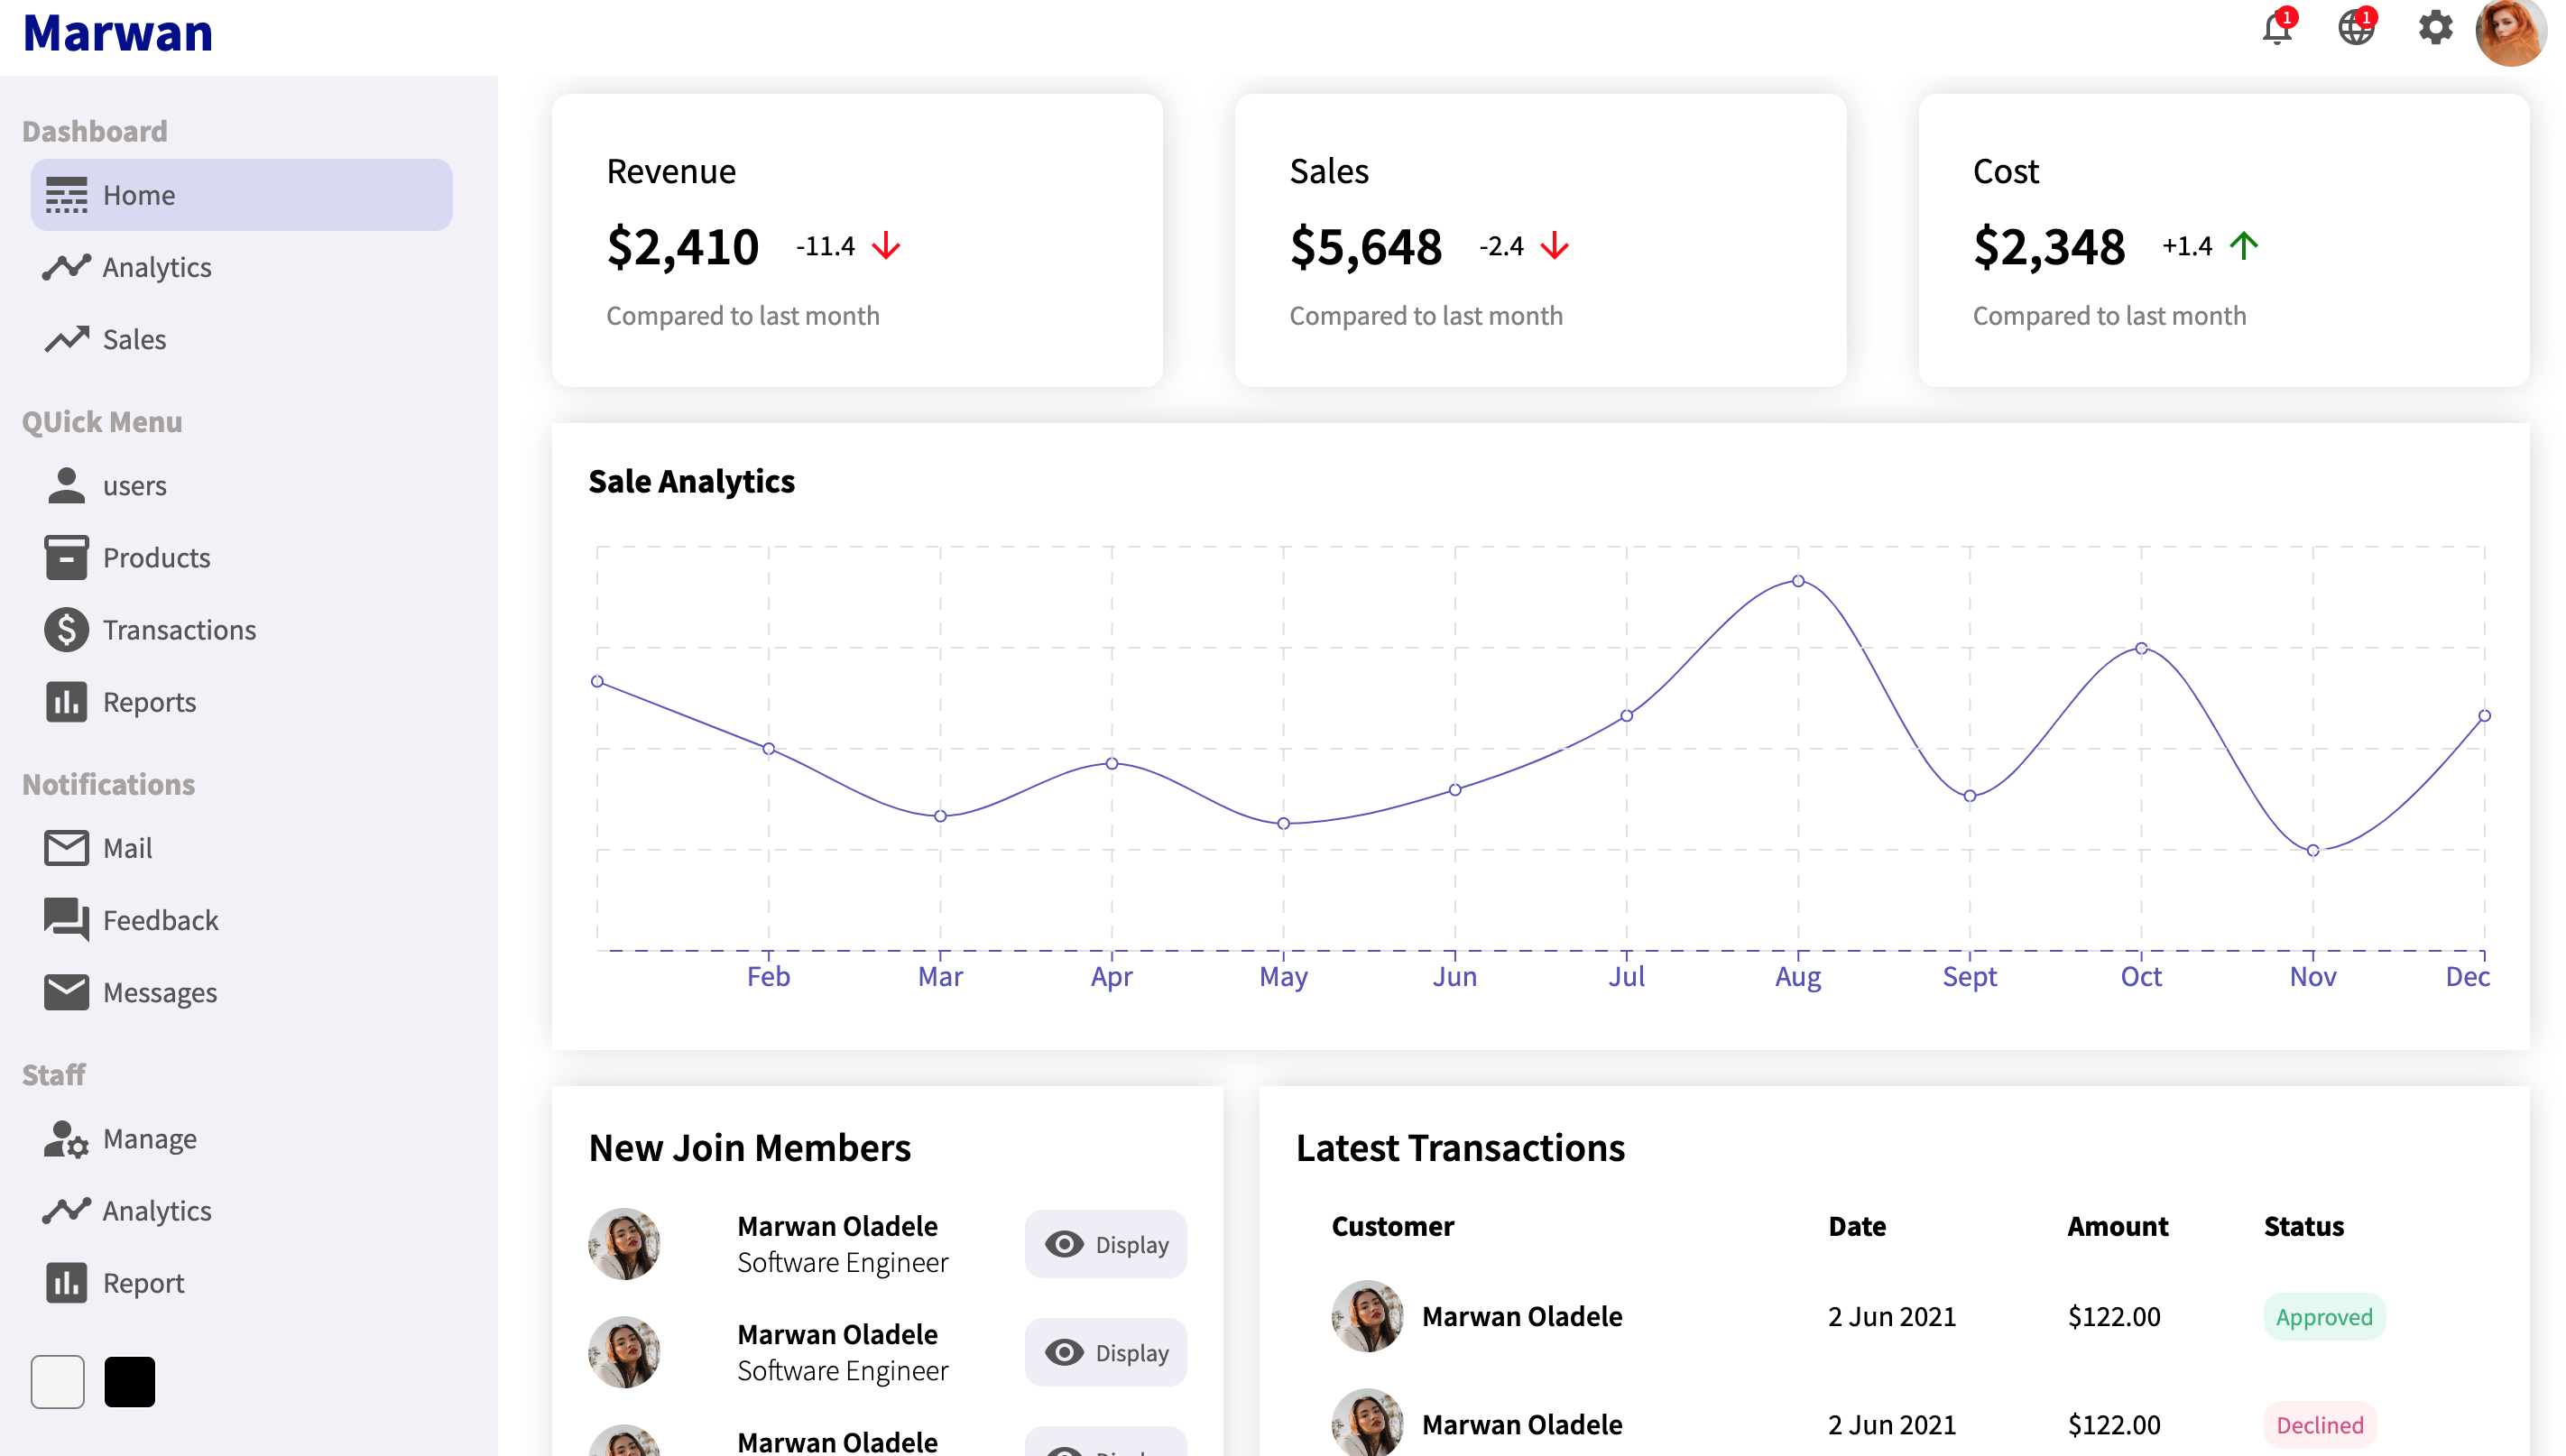 Marwan
1
1
Dashboard
Home
Analytics
Sales
QUick Menu
users
Products
Transactions
Reports
Notifications
Mail
Feedback
Messages
Staff
Manage
Analytics
Report
Revenue
$2,410 -11.4
Compared to last month
Sales
$5,648 -2.4
Compared to last month
Cost
$2,348 +1.4
Compared to last month
Sale Analytics
Feb Mar Apr May Jun Jul Aug Sept Oct Nov Dec
New Join Members
Marwan Oladele
Software Engineer
Display
Marwan Oladele
Software Engineer
Display
Marwan Oladele
Latest Transactions
Customer Date Amount Status
Marwan Oladele 2 Jun 2021 $122.00 Approved
Marwan Oladele 2 Jun 2021 $122.00 Declined